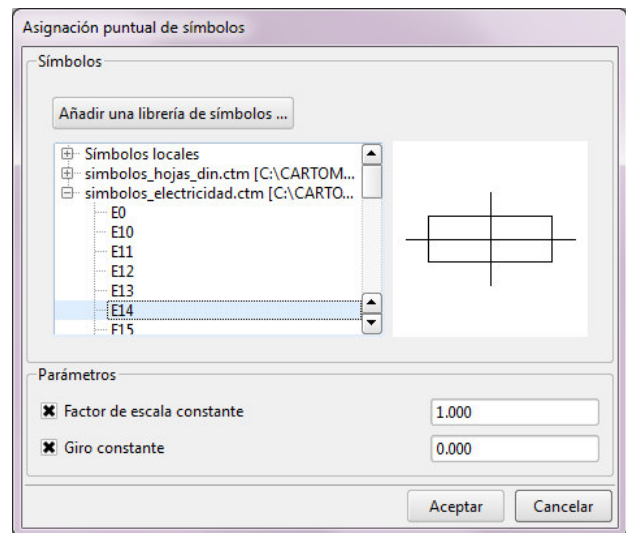 Asignación puntual de símbolos
Símbolos
Añadir una librería de símbolos ...
Símbolos locales
simbolos_hojas_din.ctm [C:\CARTOM...
simbolos_electricidad.ctm [C:\CARTO...
E0
E10
E11
E12
E13
E14
E15
Parámetros
Factor de escala constante 1.000
Giro constante 0.000
Aceptar Cancelar